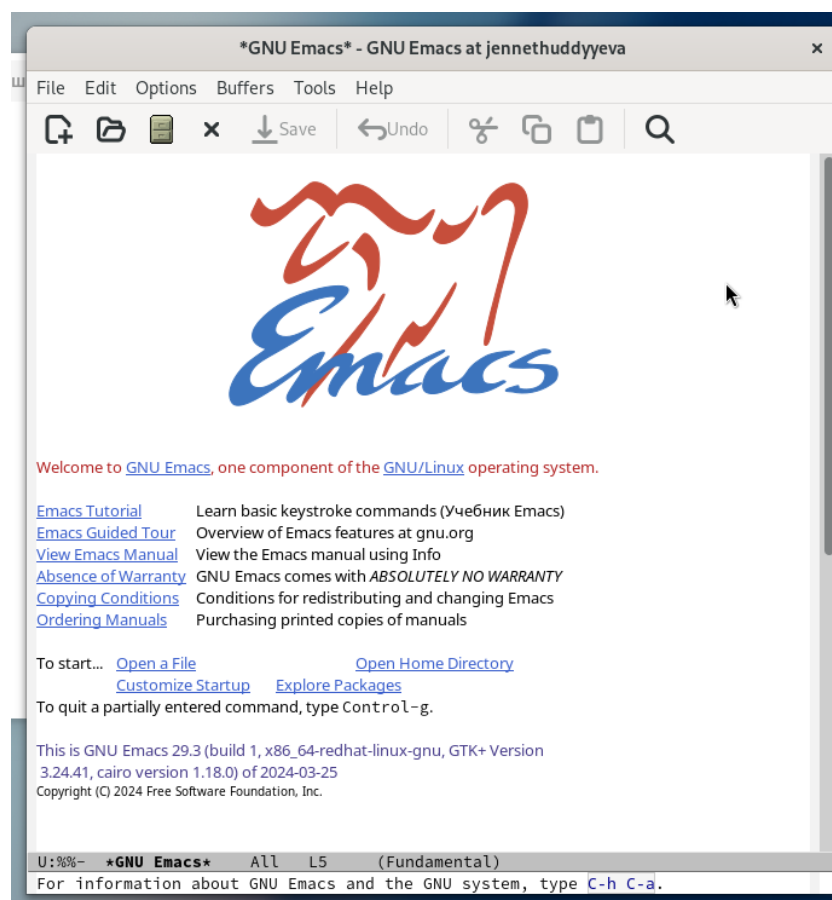 *GNU Emacs* - GNU Emacs at jennethuddyyeva
ш
File Edit Options Buffers Tools Help
Save Undo
Emacs
Welcome to GNU Emacs, one component of the GNU/Linux operating system.
Emacs Tutorial Learn basic keystroke commands (Учебник Emacs)
Emacs Guided Tour Overview of Emacs features at gnu.org
View Emacs Manual View the Emacs manual using Info
Absence of Warranty GNU Emacs comes with ABSOLUTELY NO WARRANTY
Copying Conditions Conditions for redistributing and changing Emacs
Ordering Manuals Purchasing printed copies of manuals
To start... Open a File Open Home Directory
Customize Startup Explore Packages
To quit a partially entered command, type Control-g.
This is GNU Emacs 29.3 (build 1, x86_64-redhat-linux-gnu, GTK+ Version
3.24.41, cairo version 1.18.0) of 2024-03-25
Copyright (C) 2024 Free Software Foundation, Inc.
U:%%- *GNU Emacs* All L5 (Fundamental)
For information about GNU Emacs and the GNU system, type C-h C-a.